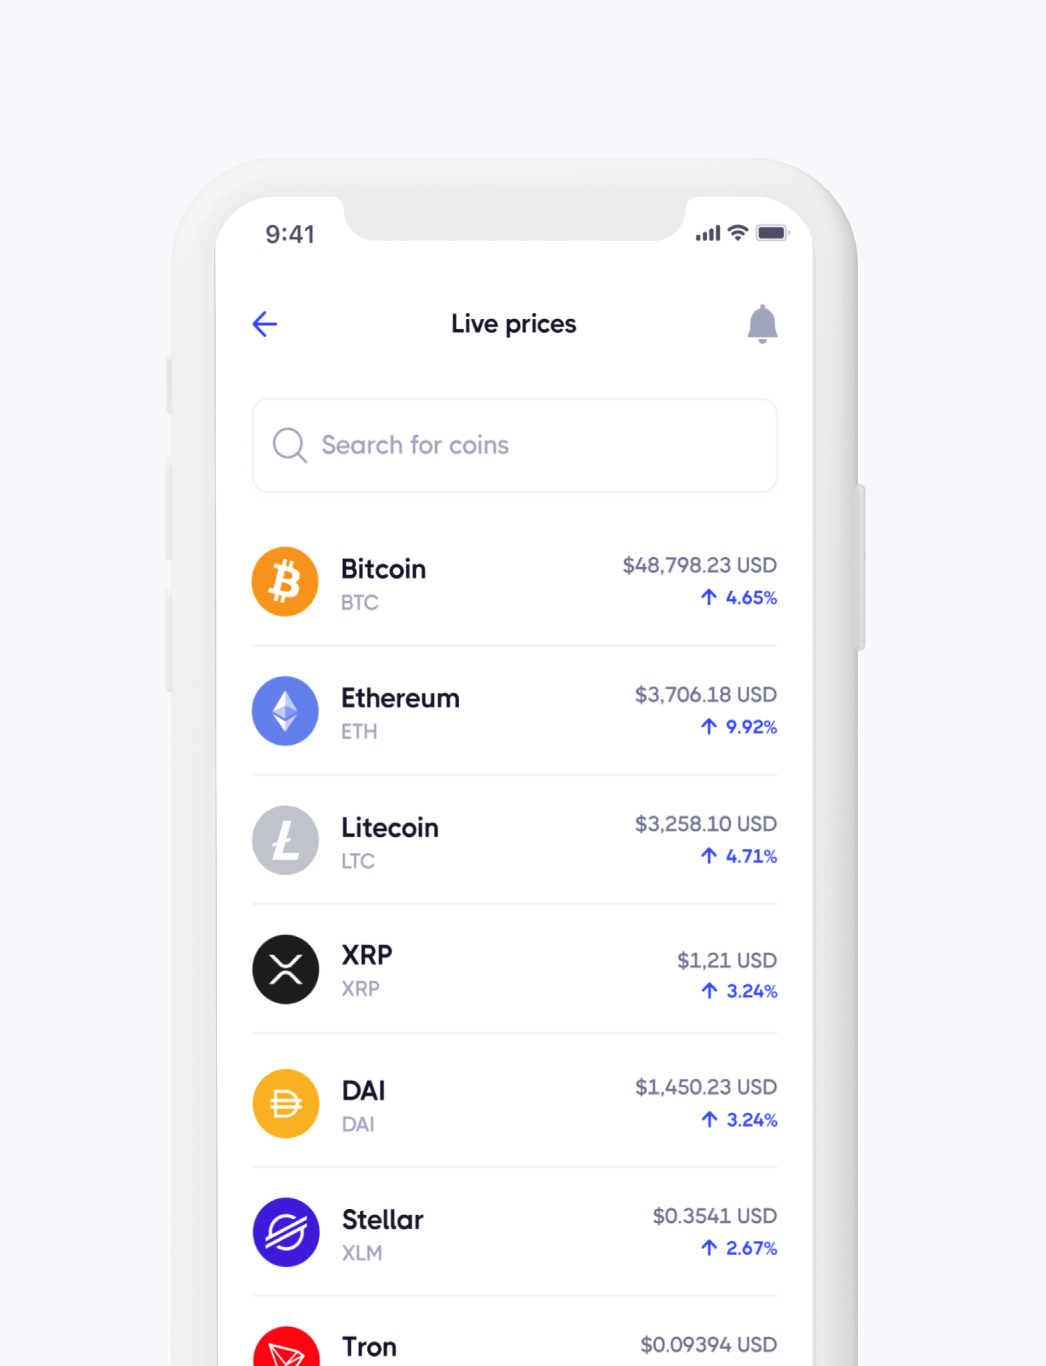 9:41
Live prices
Search for coins
Bitcoin
$48,798.23 USD
BTC
↑ 4.65%
Ethereum
$3,706.18 USD
ETH
↑ 9.92%
Litecoin
$3,258.10 USD
LTC
↑ 4.71%
XRP
$1,21 USD
XRP
↑ 3.24%
DAI
$1,450.23 USD
DAI
↑ 3.24%
Stellar
$0.3541 USD
XLM
↑ 2.67%
Tron
$0.09394 USD